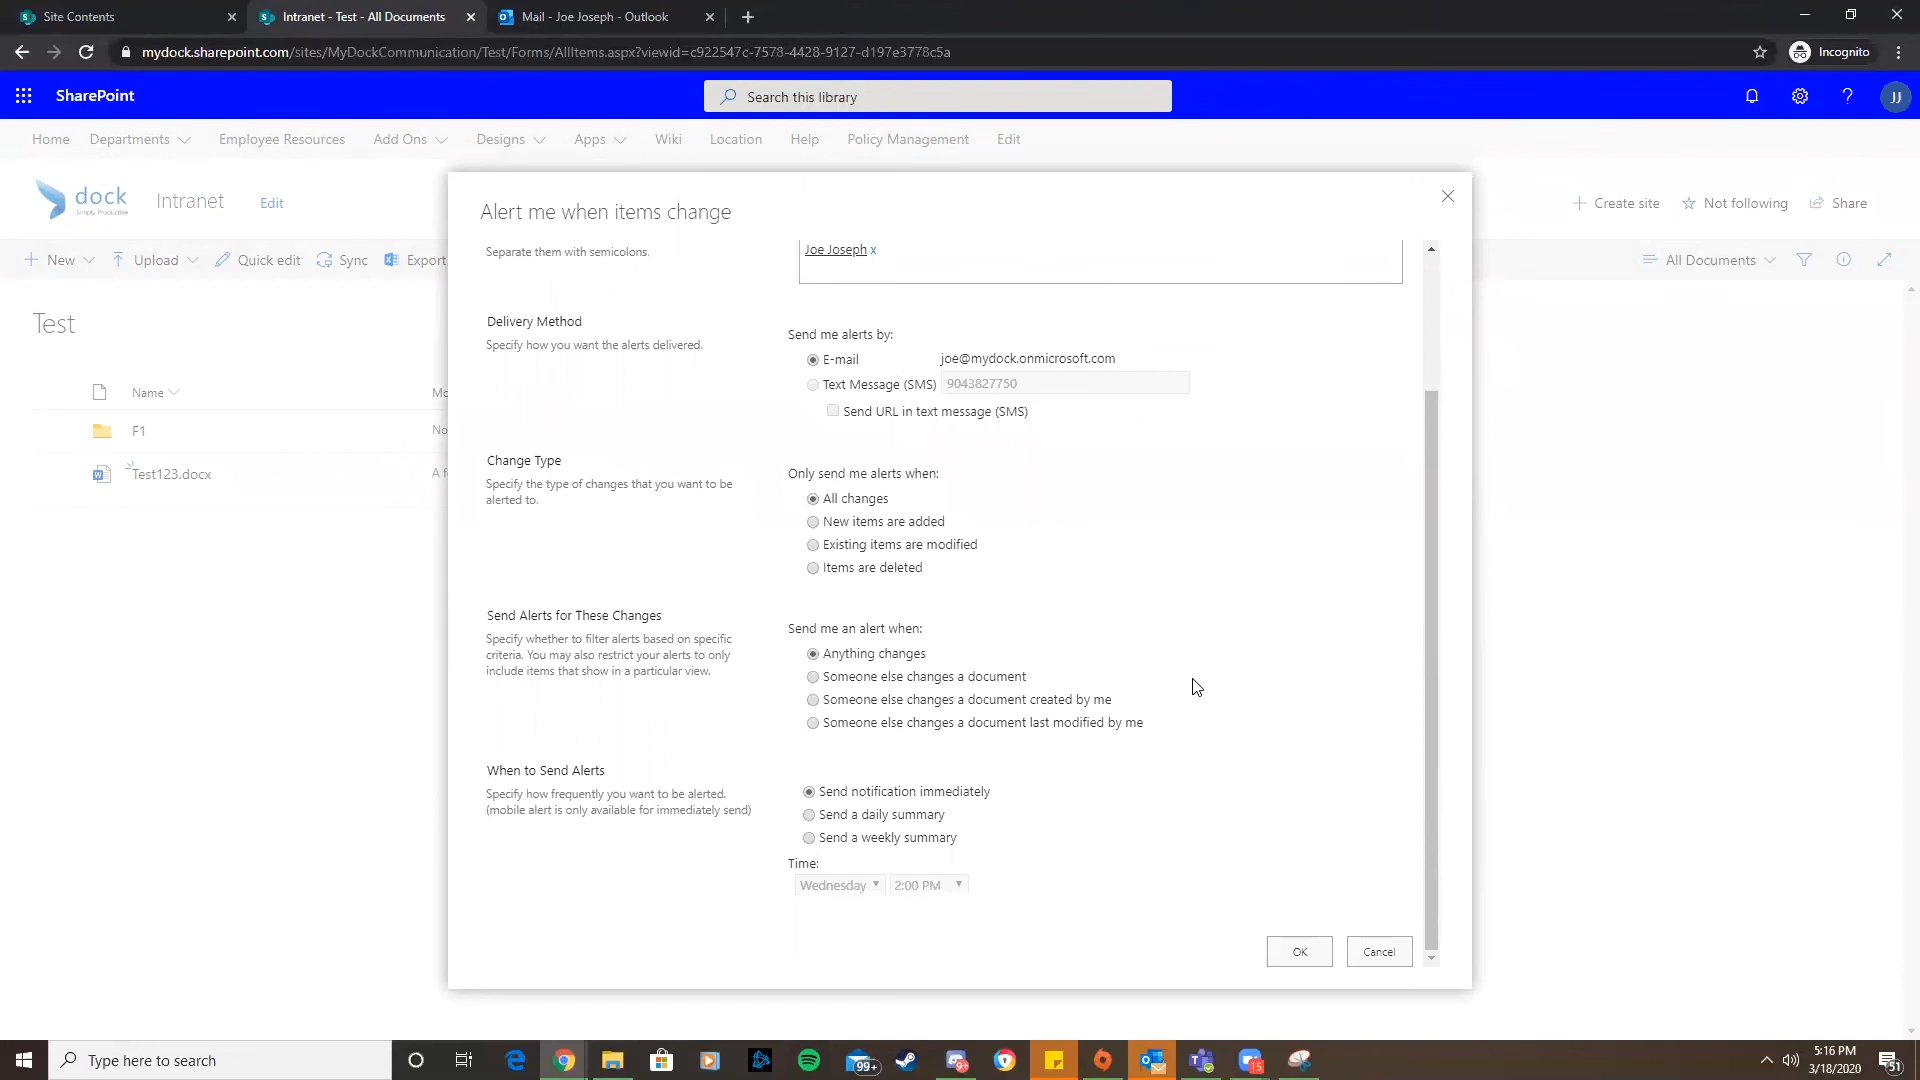 Site Contents
Intranet - Test - All Documents
Mail - Joe Joseph - Outlook
mydock.sharepoint.com/sites/MyDockCommunication/Test/Forms/AllItems.aspx?viewid=c922547c-7578-4428-9127-d197e3778c5a
Incognito
SharePoint
Search this library
JJ
Home Departments Employee Resources Add Ons Designs Apps Wiki Location Help Policy Management Edit
dock
Simply Productive
Intranet
Edit
Create site
Not following
Share
New Upload Quick edit Sync Export
All Documents
Test
Name
Mo
F1
No
Test123.docx
A f
Alert me when items change
Separate them with semicolons.
Joe Joseph x
Delivery Method
Specify how you want the alerts delivered.
Send me alerts by:
E-mail joe@mydock.onmicrosoft.com
Text Message (SMS) 9043827750
Send URL in text message (SMS)
Change Type
Specify the type of changes that you want to be
alerted to.
Only send me alerts when:
All changes
New items are added
Existing items are modified
Items are deleted
Send Alerts for These Changes
Specify whether to filter alerts based on specific
criteria. You may also restrict your alerts to only
include items that show in a particular view.
Send me an alert when:
Anything changes
Someone else changes a document
Someone else changes a document created by me
Someone else changes a document last modified by me
When to Send Alerts
Specify how frequently you want to be alerted.
(mobile alert is only available for immediately send)
Send notification immediately
Send a daily summary
Send a weekly summary
Time:
Wednesday 2:00 PM
OK
Cancel
Type here to search
99+
9+
15
5:16 PM
3/18/2020
51